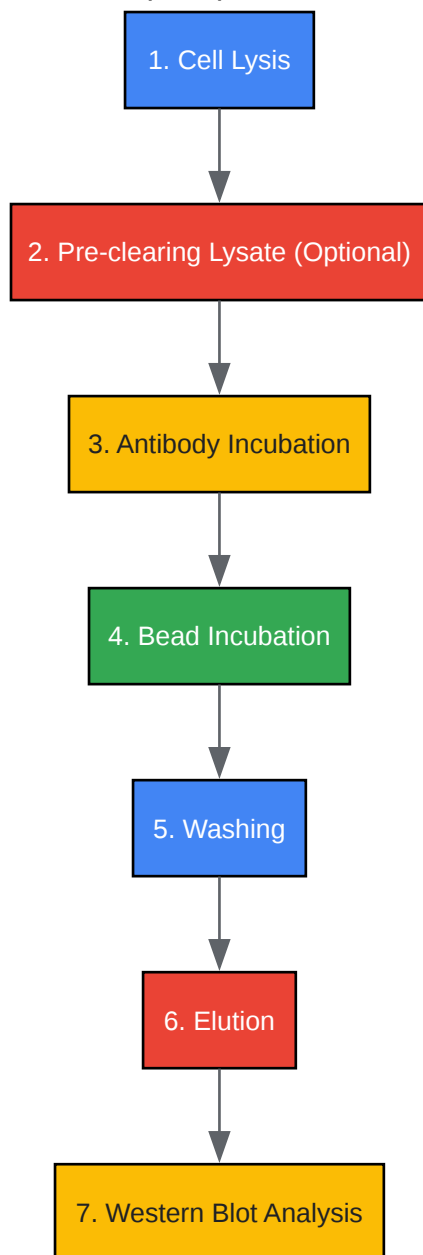 1. Cell Lysis
2. Pre-clearing Lysate (Optional)
3. Antibody Incubation
4. Bead Incubation
5. Washing
6. Elution
7. Western Blot Analysis